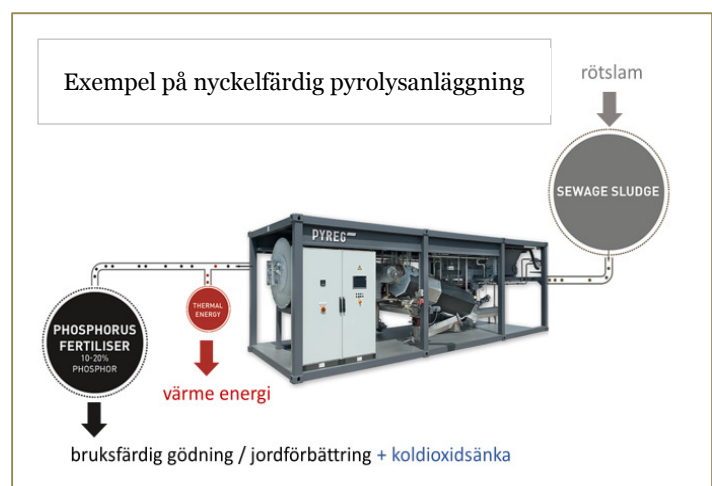 Exempel på nyckelfärdig pyrolysanläggning
rötslam
SEWAGE SLUDGE
PYREG
THERMAL
ENERGY
PHOSPHORUS
FERTILISER
10-20%
PHOSPHOR
värme energi
bruksfärdig gödning / jordförbättring + koldioxidsänka